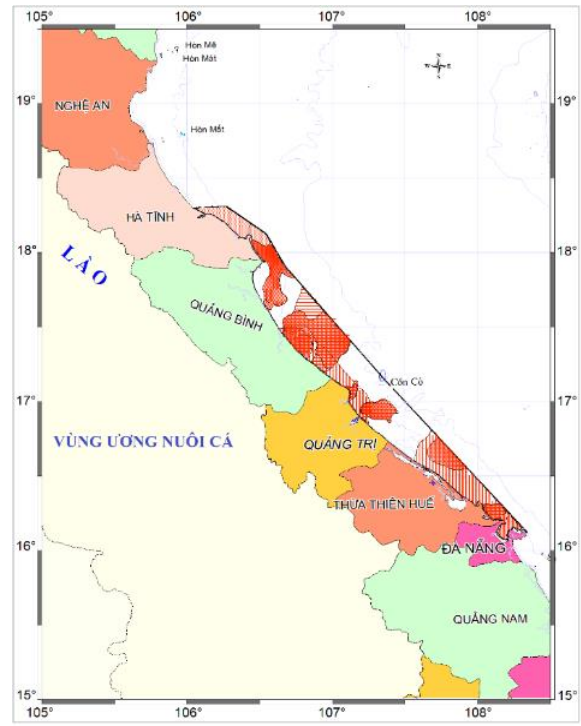 105° 106° 107° 108°
Hòn Mê
Hòn Mát
19° 19°
NGHỆ AN
Hòn Mắt
HÀ TĨNH
18° 18°
LÀO
QUẢNG BÌNH
Cồn Cỏ
17° 17°
VÙNG ƯƠNG NUÔI CÁ
QUẢNG TRỊ
THỪA THIÊN HUẾ
16° 16°
ĐÀ NẴNG
QUẢNG NAM
15° 15°
105° 106° 107° 108°